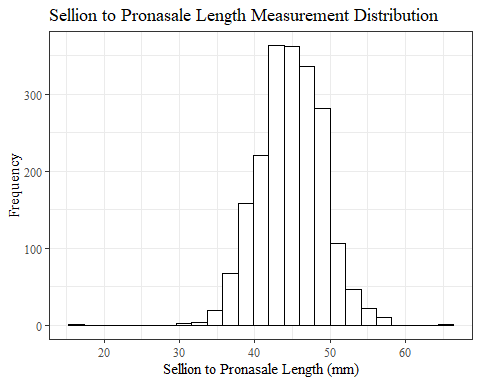 Sellion to Pronasale Length Measurement Distribution
Frequency
300
200
100
0
20 30 40 50 60
Sellion to Pronasale Length (mm)